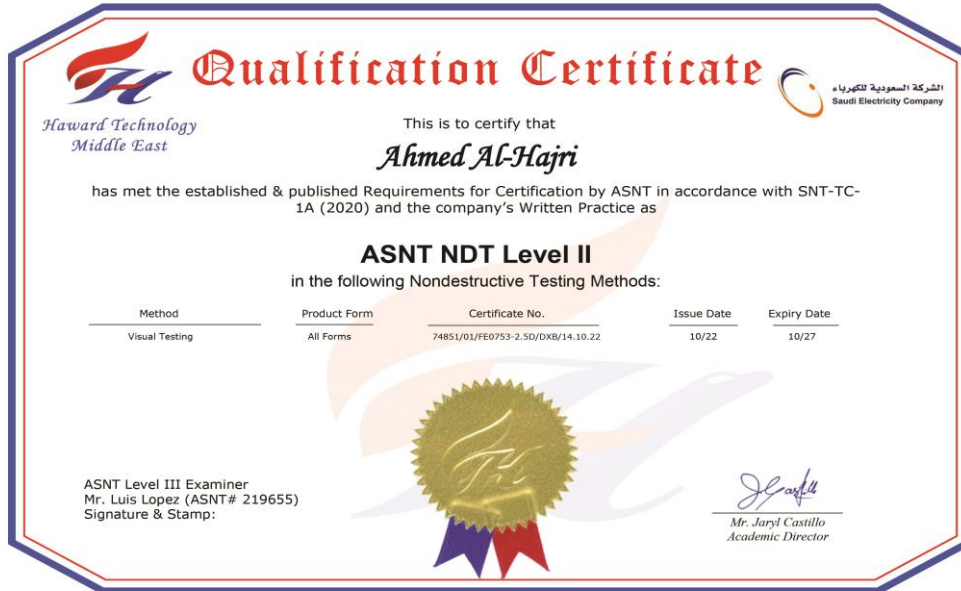 Qualification Certificate
Haward Technology
Middle East
الشركة السعودية للكهرباء
Saudi Electricity Company
This is to certify that
Ahmed Al-Hajri
has met the established & published Requirements for Certification by ASNT in accordance with SNT-TC-
1A (2020) and the company's Written Practice as
ASNT NDT Level II
in the following Nondestructive Testing Methods:
Method Product Form Certificate No. Issue Date Expiry Date
Visual Testing All Forms 74851/01/FE0753-2.5D/DXB/14.10.22 10/22 10/27
ASNT Level III Examiner
Mr. Luis Lopez (ASNT# 219655)
Signature & Stamp:
Mr. Jaryl Castillo
Academic Director